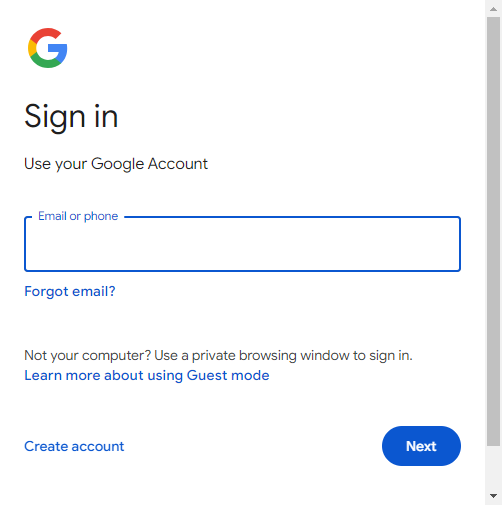 Sign in
Use your Google Account
Email or phone
Forgot email?
Not your computer? Use a private browsing window to sign in.
Learn more about using Guest mode
Create account
Next